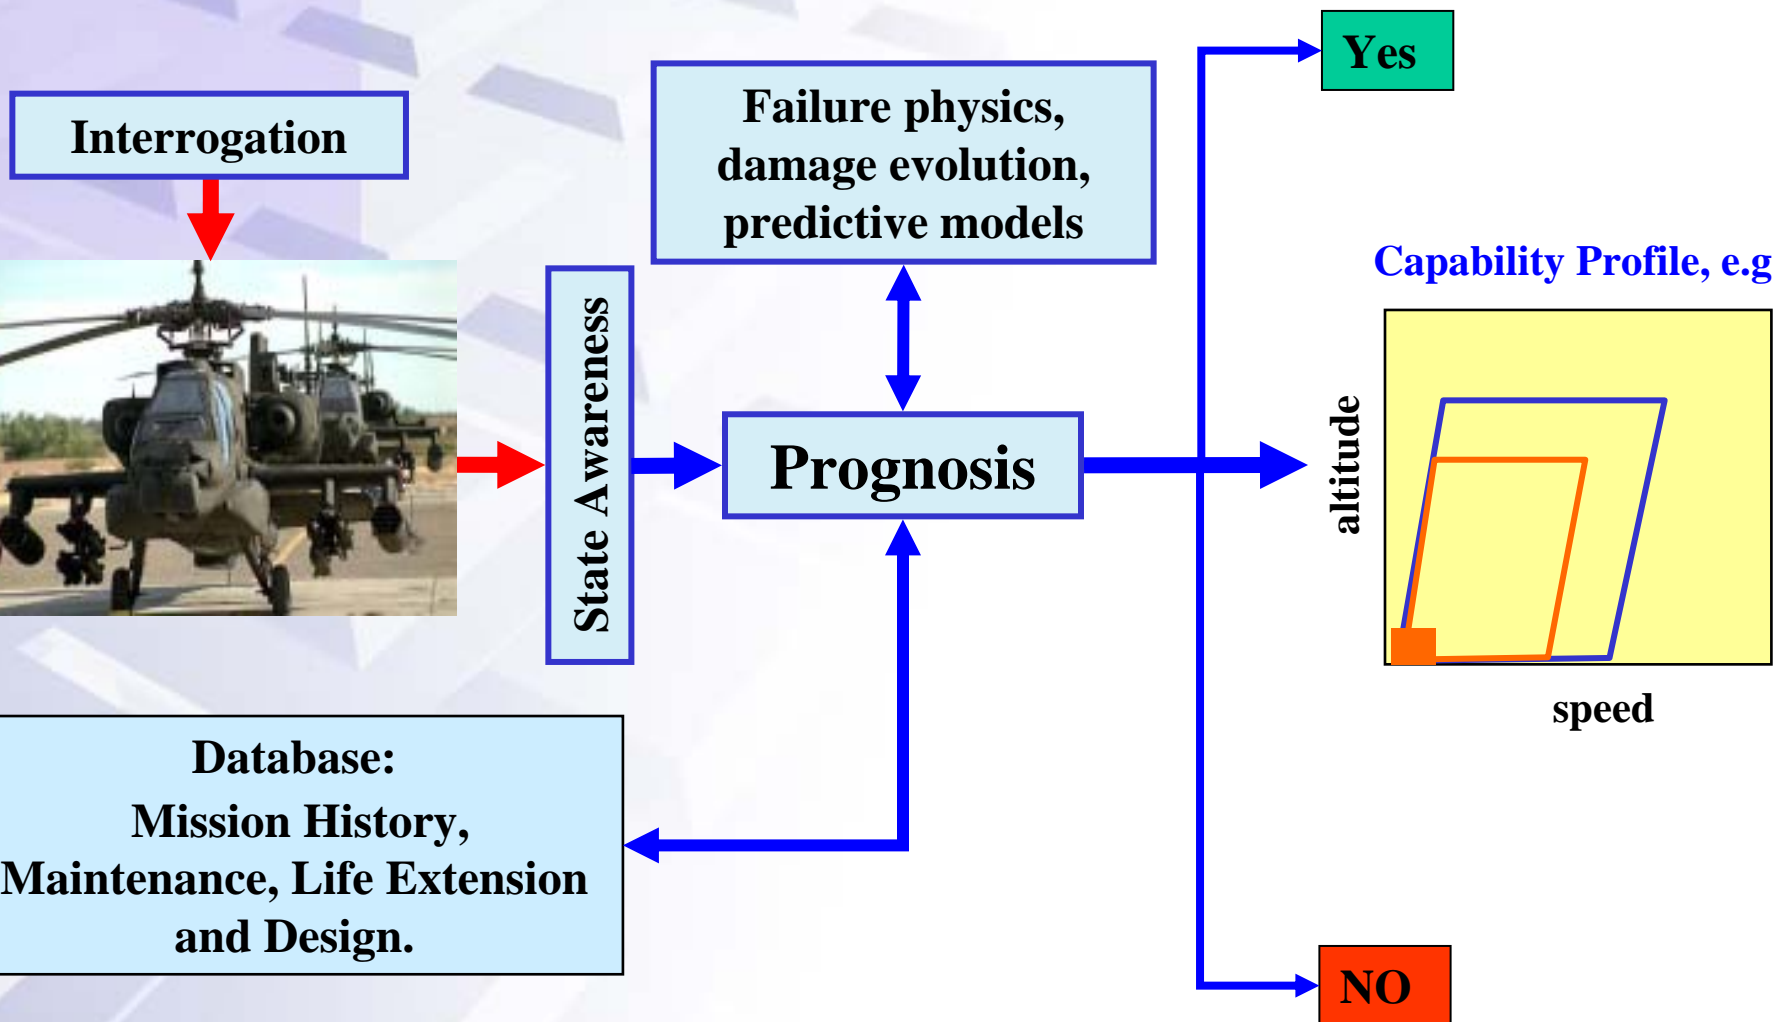 Yes
Interrogation
Failure physics,
damage evolution,
predictive models
Capability Profile, e.g
State Awareness
Prognosis
altitude
speed
Database:
Mission History,
Maintenance, Life Extension
and Design.
NO